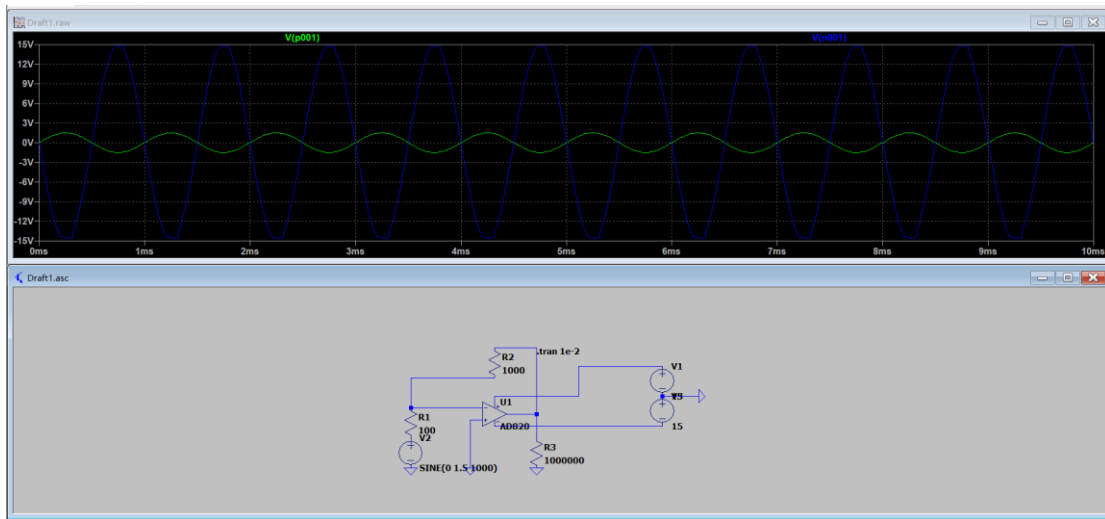 Draft1.raw
V(p001) V(n001)
15V
12V
9V
6V
3V
0V
-3V
-6V
-9V
-12V
-15V
0ms 1ms 2ms 3ms 4ms 5ms 6ms 7ms 8ms 9ms 10ms
Draft1.asc
.tran 1e-2
R2
1000
V1
U1
R1
100
AD820
15
V2
R3
1000000
SINE(0 1.5 1000)